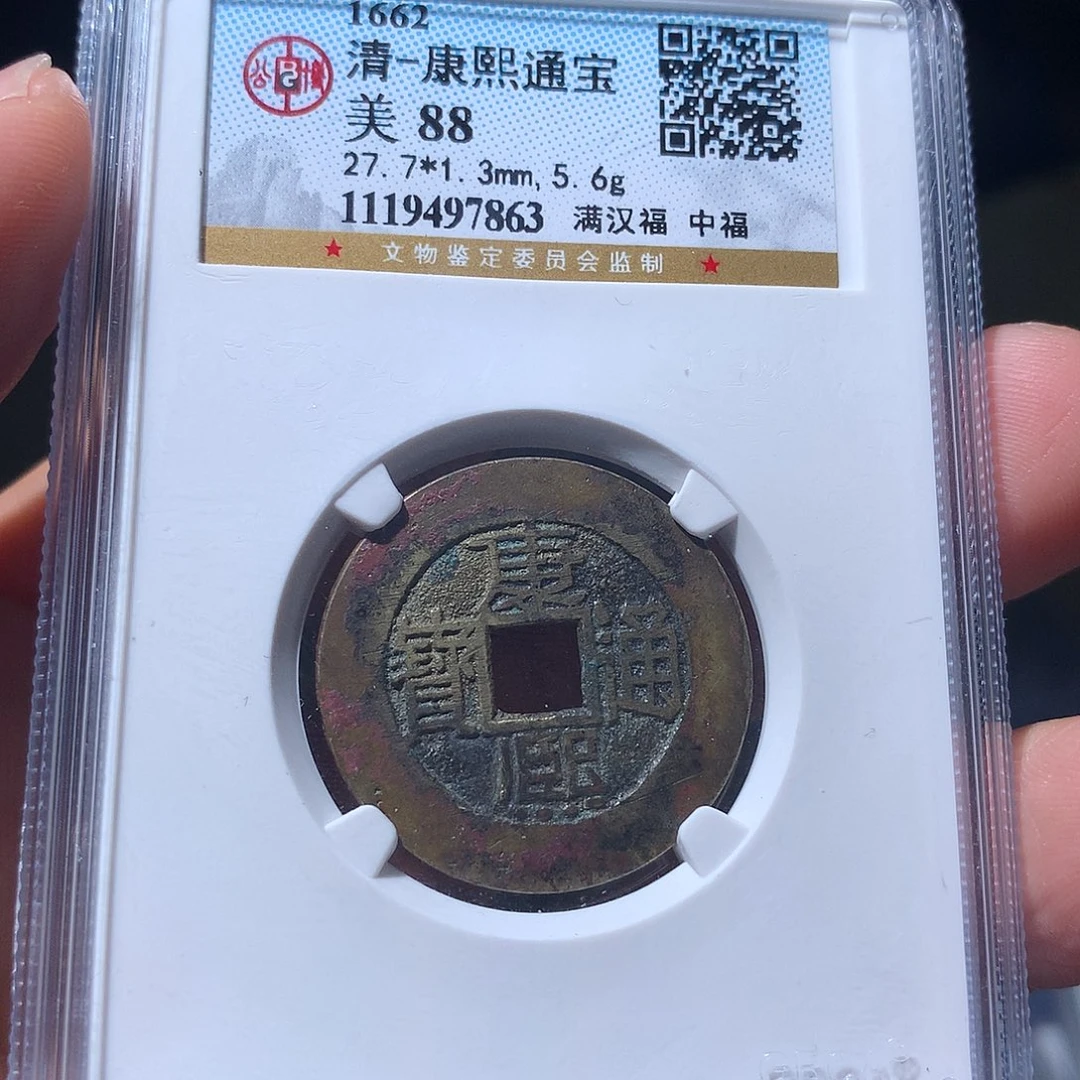 1662
清-康熙通宝
美 88
27.7*1.3mm,5.6g
1119497863 满汉福 中福
★ 文物鉴定委员会监制 ★
康
寶 通
熙